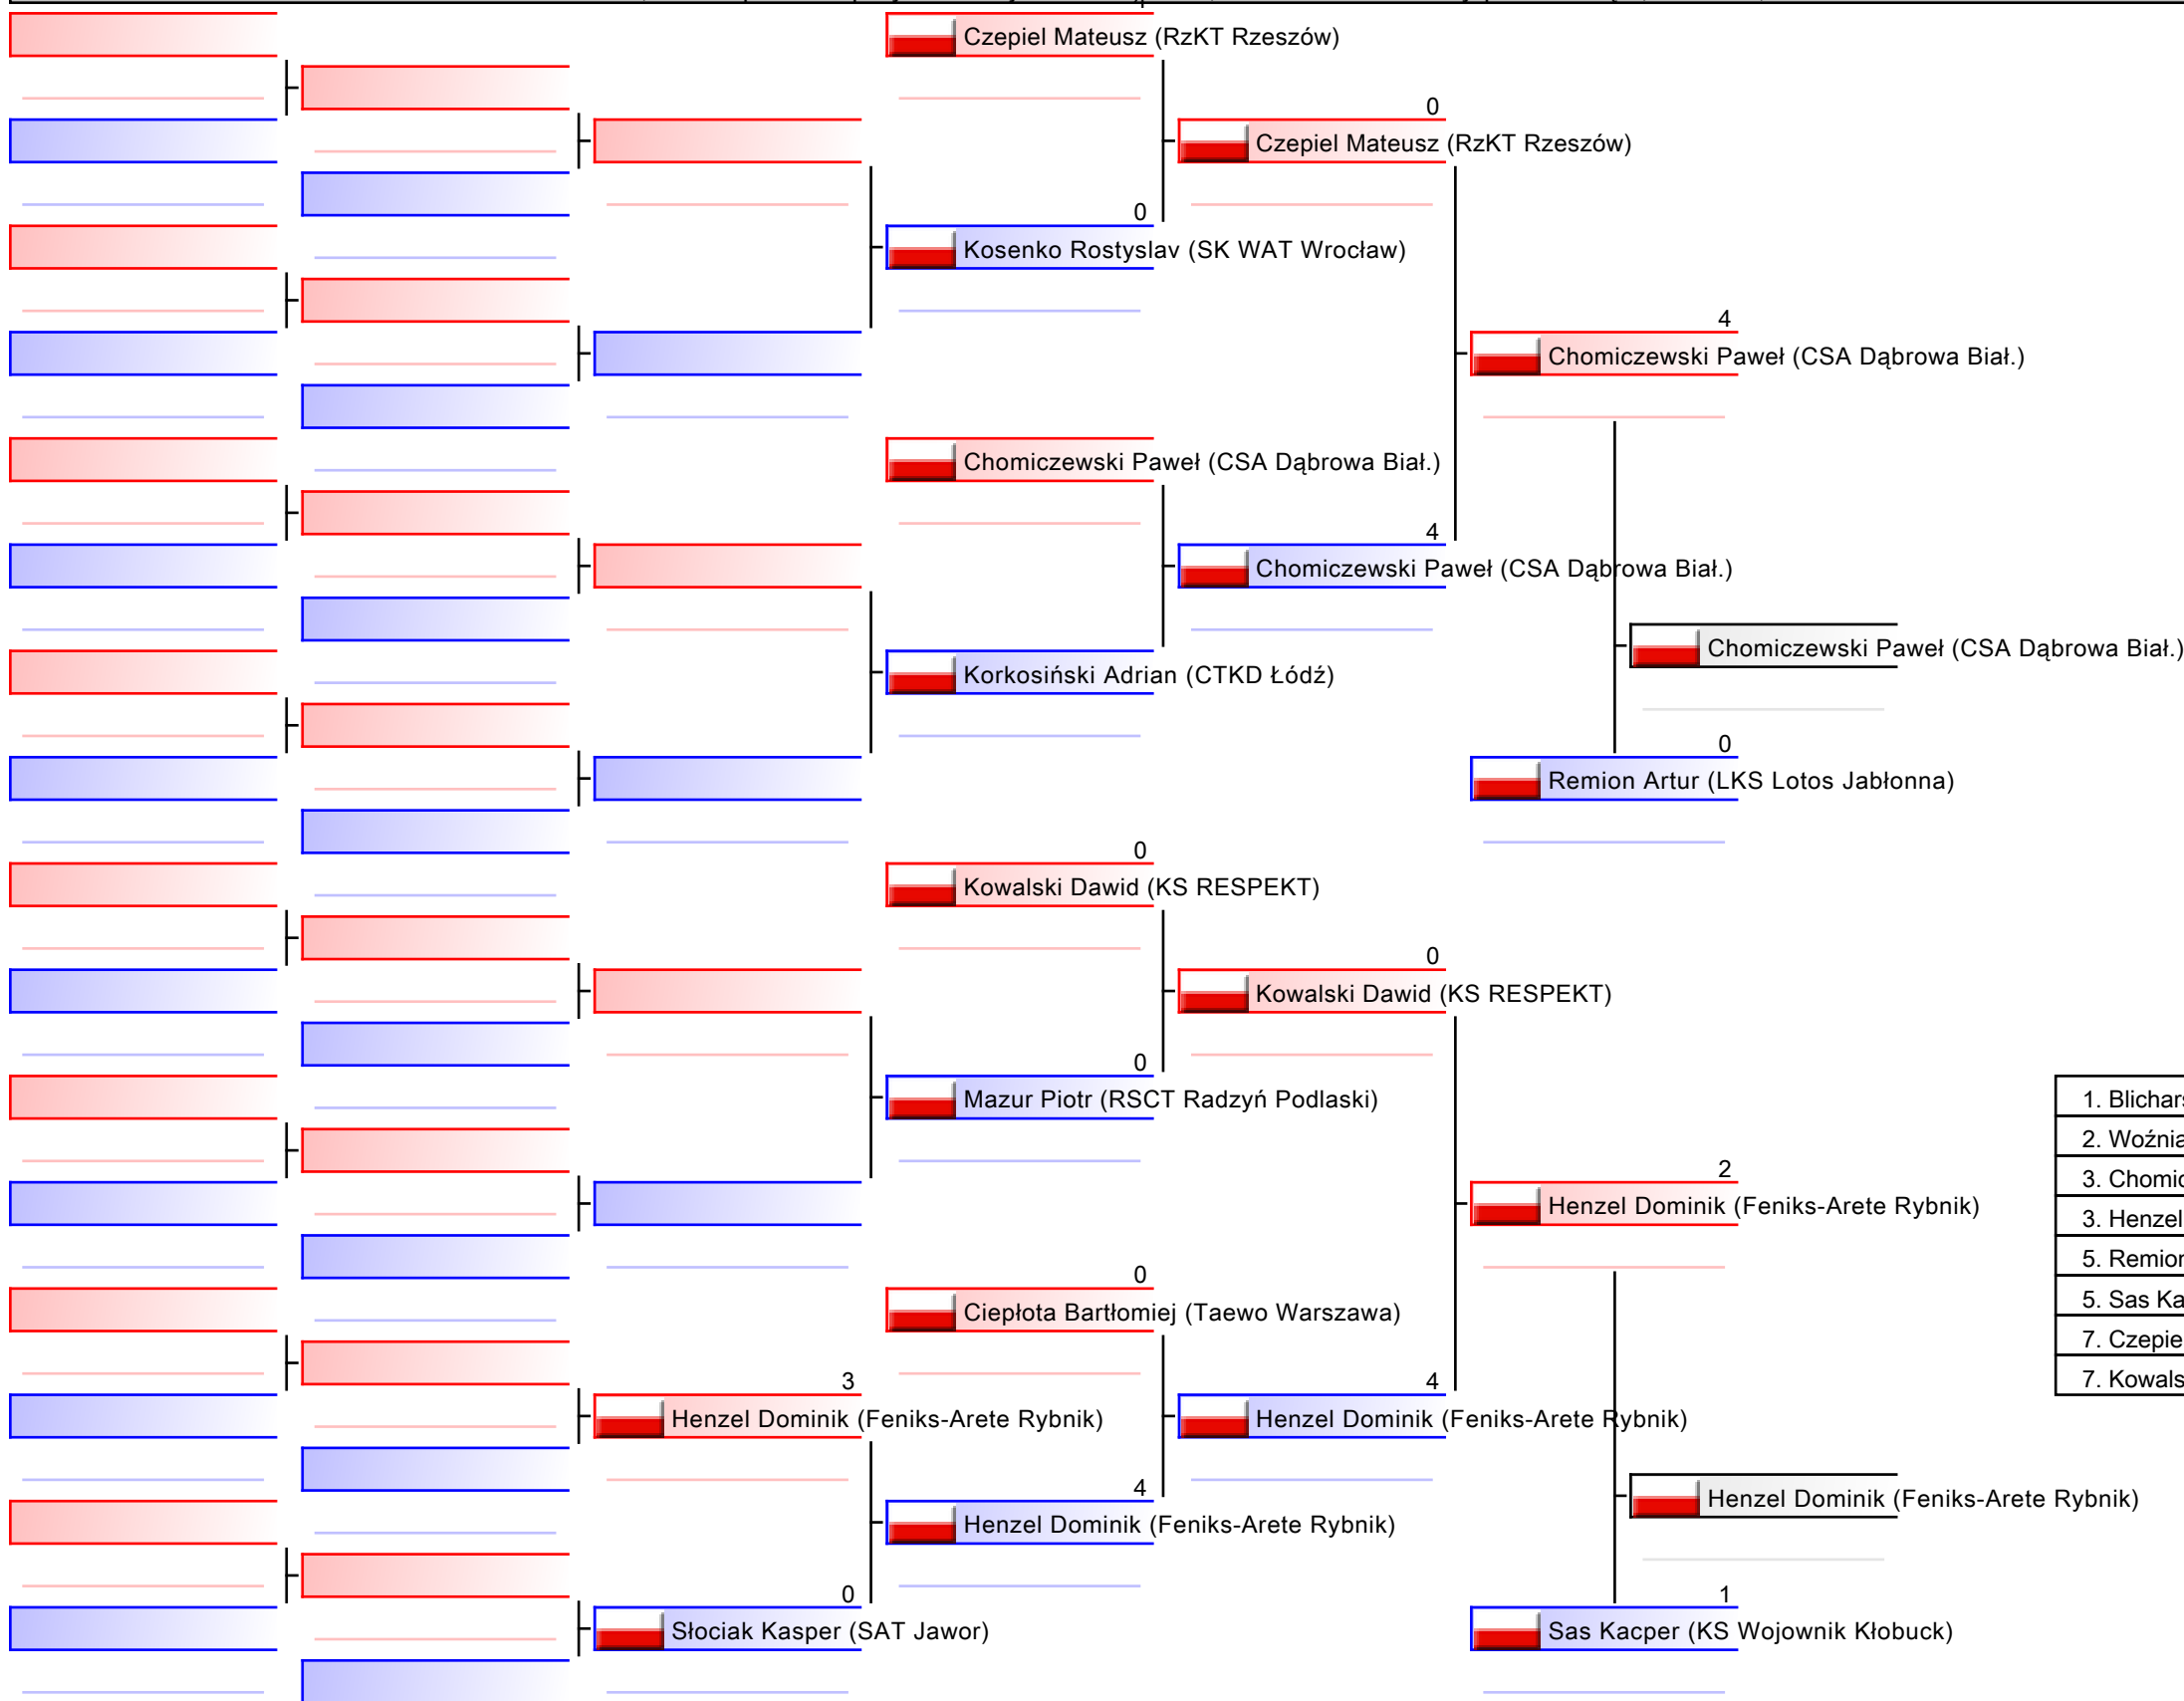 Czepiel Mateusz (RzKT Rzeszów)
0
Czepiel Mateusz (RzKT Rzeszów)
0
Kosenko Rostyslav (SK WAT Wrocław)
4
Chomiczewski Paweł (CSA Dąbrowa Biał.)
Chomiczewski Paweł (CSA Dąbrowa Biał.)
4
Chomiczewski Paweł (CSA Dąbrowa Biał.)
Chomiczewski Paweł (CSA Dąbrowa Biał.)
Korkosiński Adrian (CTKD Łódź)
0
Remion Artur (LKS Lotos Jabłonna)
0
Kowalski Dawid (KS RESPEKT)
0
Kowalski Dawid (KS RESPEKT)
0
Mazur Piotr (RSCT Radzyń Podlaski)
2
Henzel Dominik (Feniks-Arete Rybnik)
0
Ciepłota Bartłomiej (Taewo Warszawa)
3
Henzel Dominik (Feniks-Arete Rybnik)
4
Henzel Dominik (Feniks-Arete Rybnik)
4
Henzel Dominik (Feniks-Arete Rybnik)
Henzel Dominik (Feniks-Arete Rybnik)
0
Słociak Kasper (SAT Jawor)
1
Sas Kacper (KS Wojownik Kłobuck)
1. Blichars
2. Woźnia
3. Chomic
3. Henzel
5. Remion
5. Sas Ka
7. Czepie
7. Kowals